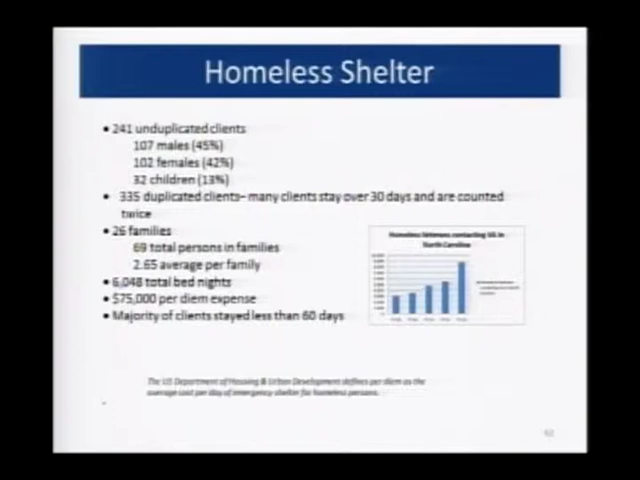 Homeless Shelter
• 241 unduplicated clients
107 males (45%)
102 females (42%)
32 children (13%)
• 335 duplicated clients– many clients stay over 30 days and are counted
twice
• 26 families
69 total persons in families
2.65 average per family
• 6,048 total bed nights
• $75,000 per diem expense
• Majority of clients stayed less than 60 days
Homeless Veterans contacting VA in
North Carolina
The US Department of Housing & Urban Development defines per diem as the
average cost per day of emergency shelter for homeless persons.